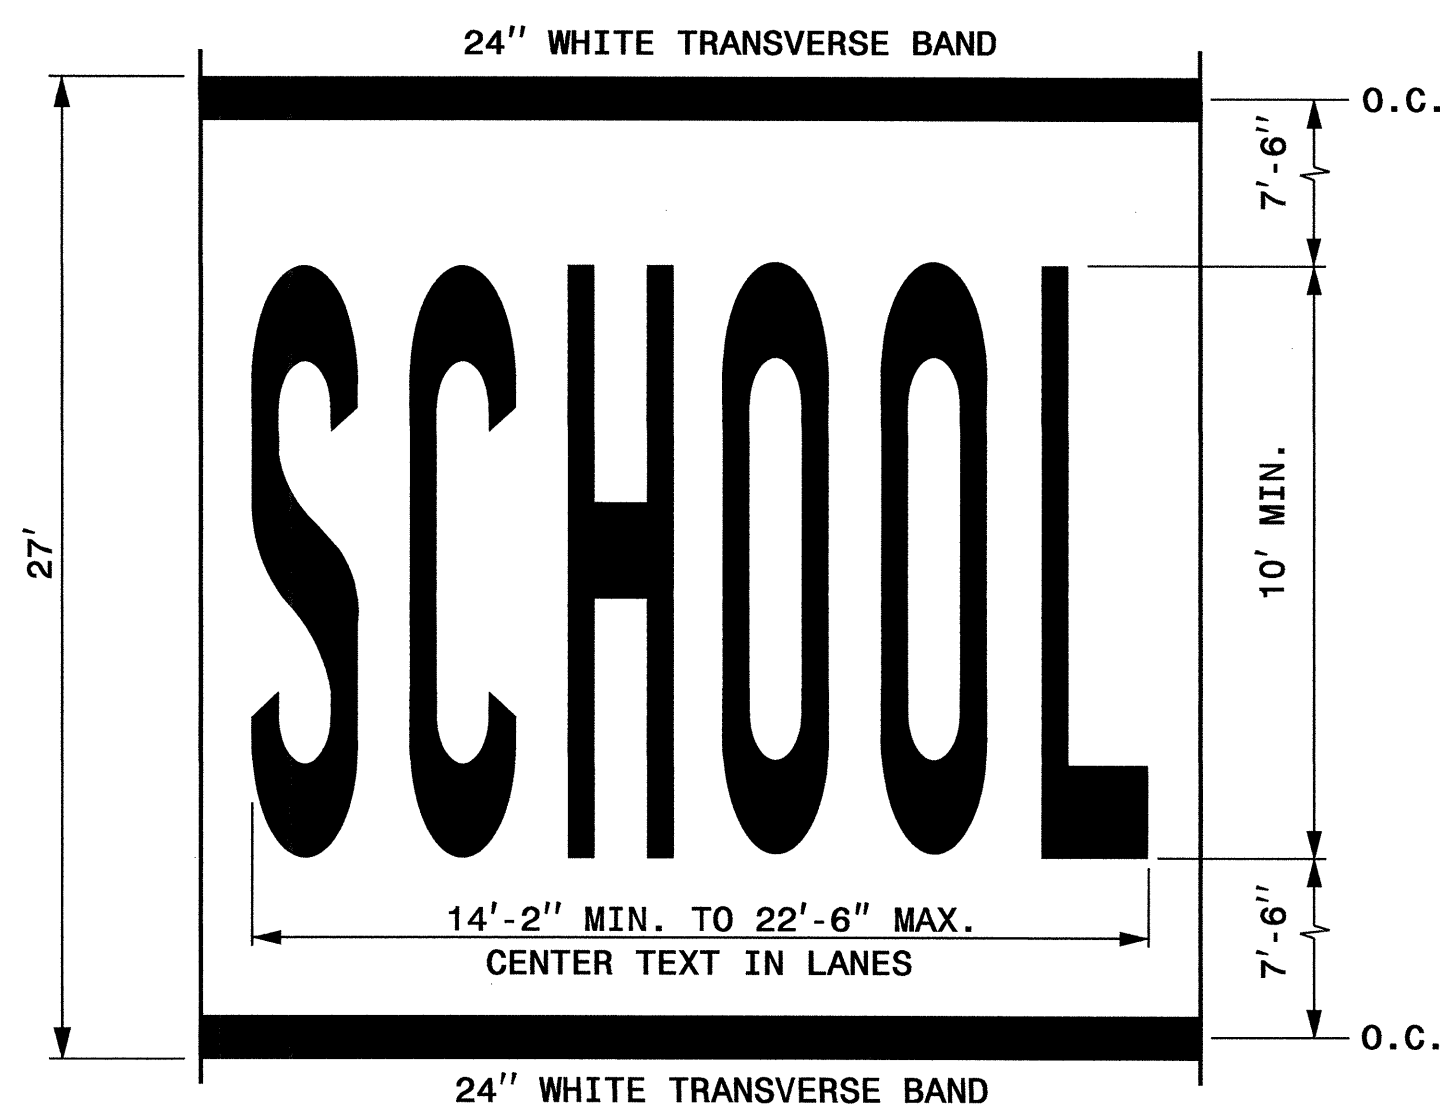 24" WHITE TRANSVERSE BAND
O.C.
7'-6"
27'
SCHOOL
10' MIN.
7'-6"
14'-2" MIN. TO 22'-6" MAX.
CENTER TEXT IN LANES
O.C.
24" WHITE TRANSVERSE BAND